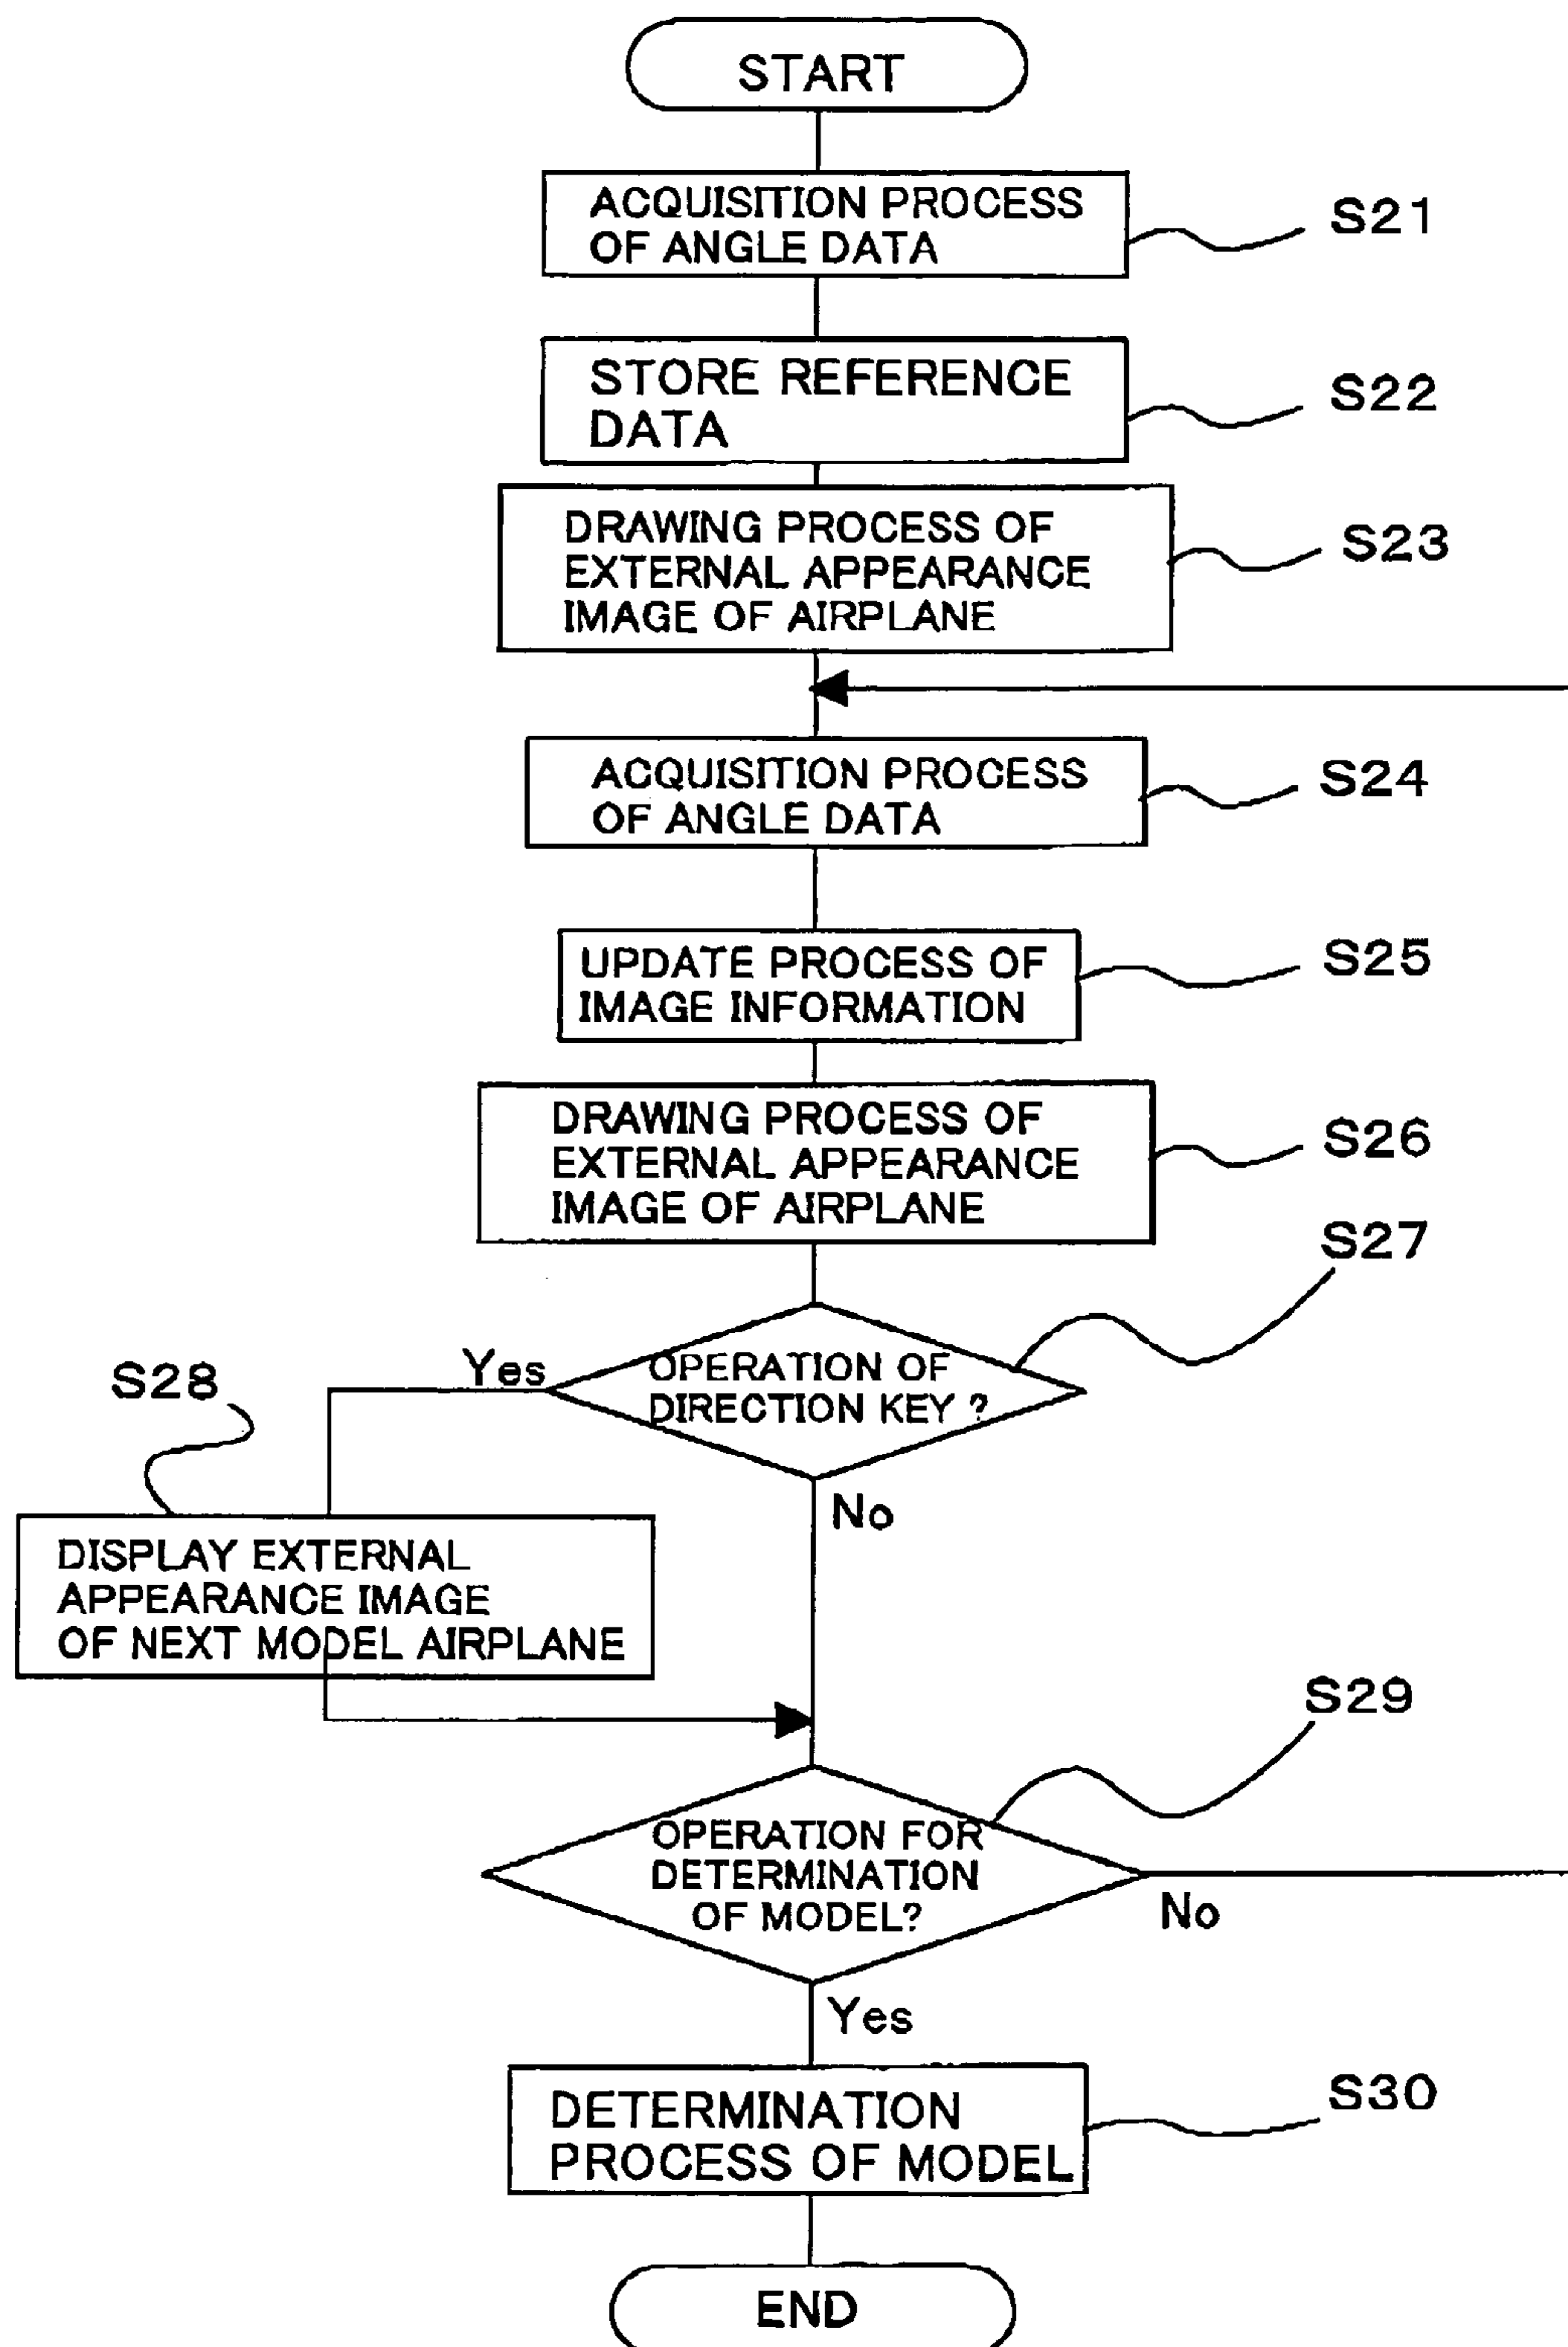 START
ACQUISITION PROCESS
OF ANGLE DATA
S21
STORE REFERENCE
DATA
S22
DRAWING PROCESS OF
EXTERNAL APPEARANCE
IMAGE OF AIRPLANE
S23
ACQUISITION PROCESS
OF ANGLE DATA
S24
UPDATE PROCESS OF
IMAGE INFORMATION
S25
DRAWING PROCESS OF
EXTERNAL APPEARANCE
IMAGE OF AIRPLANE
S26
S27
OPERATION OF
DIRECTION KEY ?
Yes
No
S28
DISPLAY EXTERNAL
APPEARANCE IMAGE
OF NEXT MODEL AIRPLANE
S29
OPERATION FOR
DETERMINATION
OF MODEL?
No
Yes
DETERMINATION
PROCESS OF MODEL
S30
END